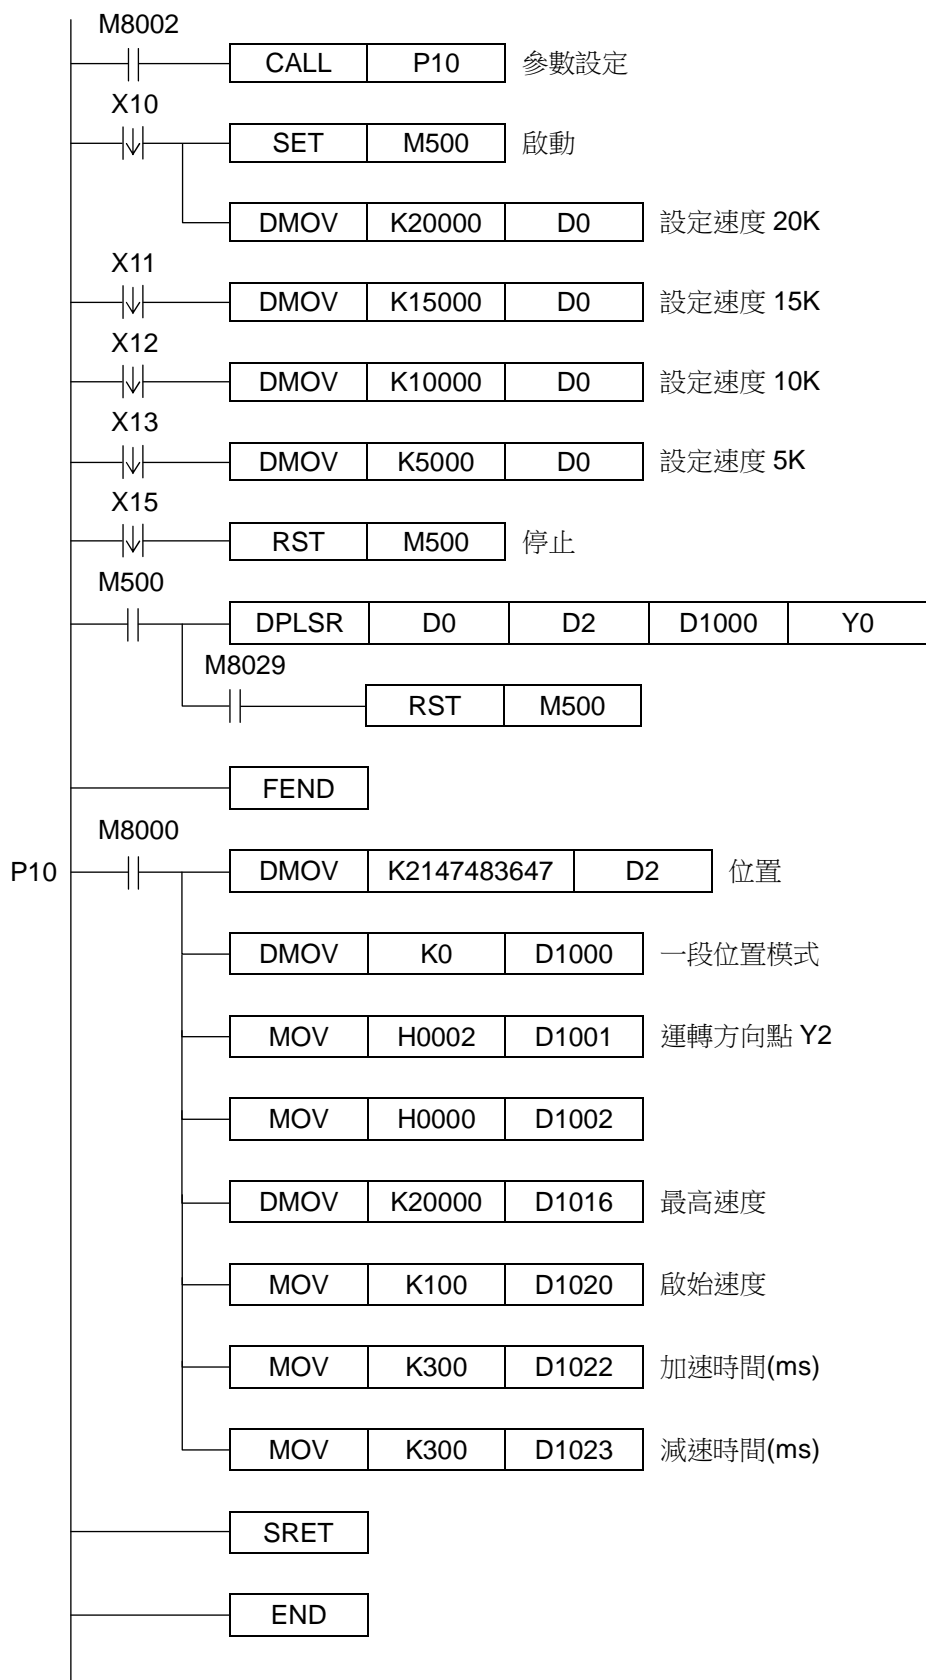 M8002
CALL P10 參數設定
X10
SET M500 啟動
DMOV K20000 D0 設定速度 20K
X11
DMOV K15000 D0 設定速度 15K
X12
DMOV K10000 D0 設定速度 10K
X13
DMOV K5000 D0 設定速度 5K
X15
RST M500 停止
M500
DPLSR D0 D2 D1000 Y0
M8029
RST M500
FEND
M8000
P10 DMOV K2147483647 D2 位置
DMOV K0 D1000 一段位置模式
MOV H0002 D1001 運轉方向點 Y2
MOV H0000 D1002
DMOV K20000 D1016 最高速度
MOV K100 D1020 啟始速度
MOV K300 D1022 加速時間(ms)
MOV K300 D1023 減速時間(ms)
SRET
END